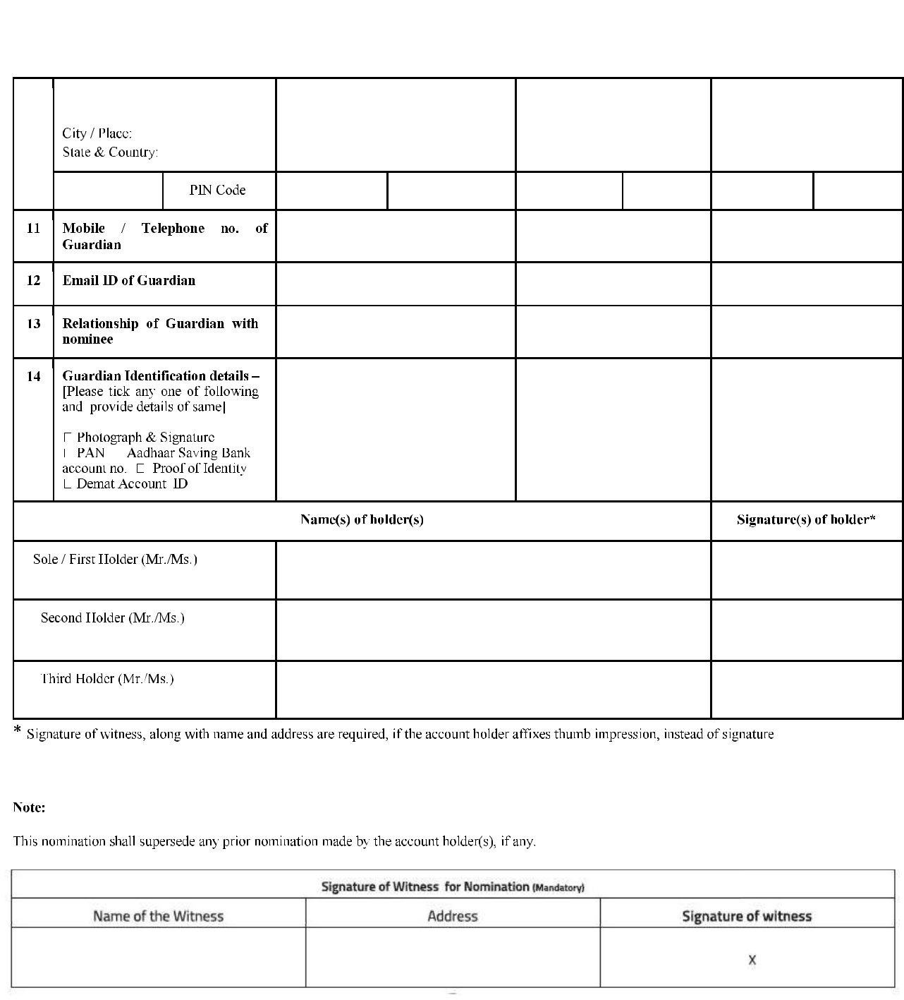 City / Place:
State & Country:
PIN Code
11 Mobile / Telephone no. of
Guardian
12 Email ID of Guardian
13 Relationship of Guardian with
nominee
14 Guardian Identification details –
[Please tick any one of following
and provide details of same]
☐ Photograph & Signature
☐ PAN Aadhaar Saving Bank
account no. ☐ Proof of Identity
☐ Demat Account ID
Name(s) of holder(s) Signature(s) of holder*
Sole / First Holder (Mr./Ms.)
Second Holder (Mr./Ms.)
Third Holder (Mr./Ms.)
* Signature of witness, along with name and address are required, if the account holder affixes thumb impression, instead of signature
Note:
This nomination shall supersede any prior nomination made by the account holder(s), if any.
Signature of Witness for Nomination (Mandatory)
Name of the Witness Address Signature of witness
X